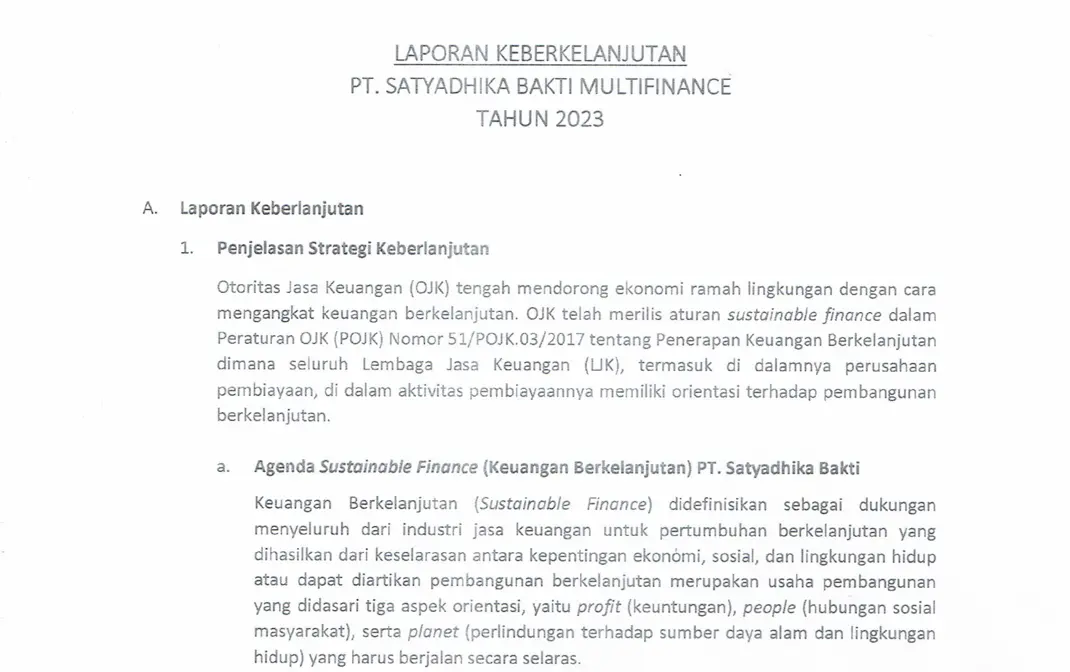 LAPORAN KEBERKELANJUTAN
PT. SATYADHIKA BAKTI MULTIFINANCE
TAHUN 2023
A. Laporan Keberlanjutan
1. Penjelasan Strategi Keberlanjutan
Otoritas Jasa Keuangan (OJK) tengah mendorong ekonomi ramah lingkungan dengan cara
mengangkat keuangan berkelanjutan. OJK telah merilis aturan sustainable finance dalam
Peraturan OJK (POJK) Nomor 51/POJK.03/2017 tentang Penerapan Keuangan Berkelanjutan
dimana seluruh Lembaga Jasa Keuangan (LJK), termasuk di dalamnya perusahaan
pembiayaan, di dalam aktivitas pembiayaannya memiliki orientasi terhadap pembangunan
berkelanjutan.
a. Agenda Sustainable Finance (Keuangan Berkelanjutan) PT. Satyadhika Bakti
Keuangan Berkelanjutan (Sustainable Finance) didefinisikan sebagai dukungan
menyeluruh dari industri jasa keuangan untuk pertumbuhan berkelanjutan yang
dihasilkan dari keselarasan antara kepentingan ekonomi, sosial, dan lingkungan hidup
atau dapat diartikan pembangunan berkelanjutan merupakan usaha pembangunan
yang didasari tiga aspek orientasi, yaitu profit (keuntungan), people (hubungan sosial
masyarakat), serta planet (perlindungan terhadap sumber daya alam dan lingkungan
hidup) yang harus berjalan secara selaras.